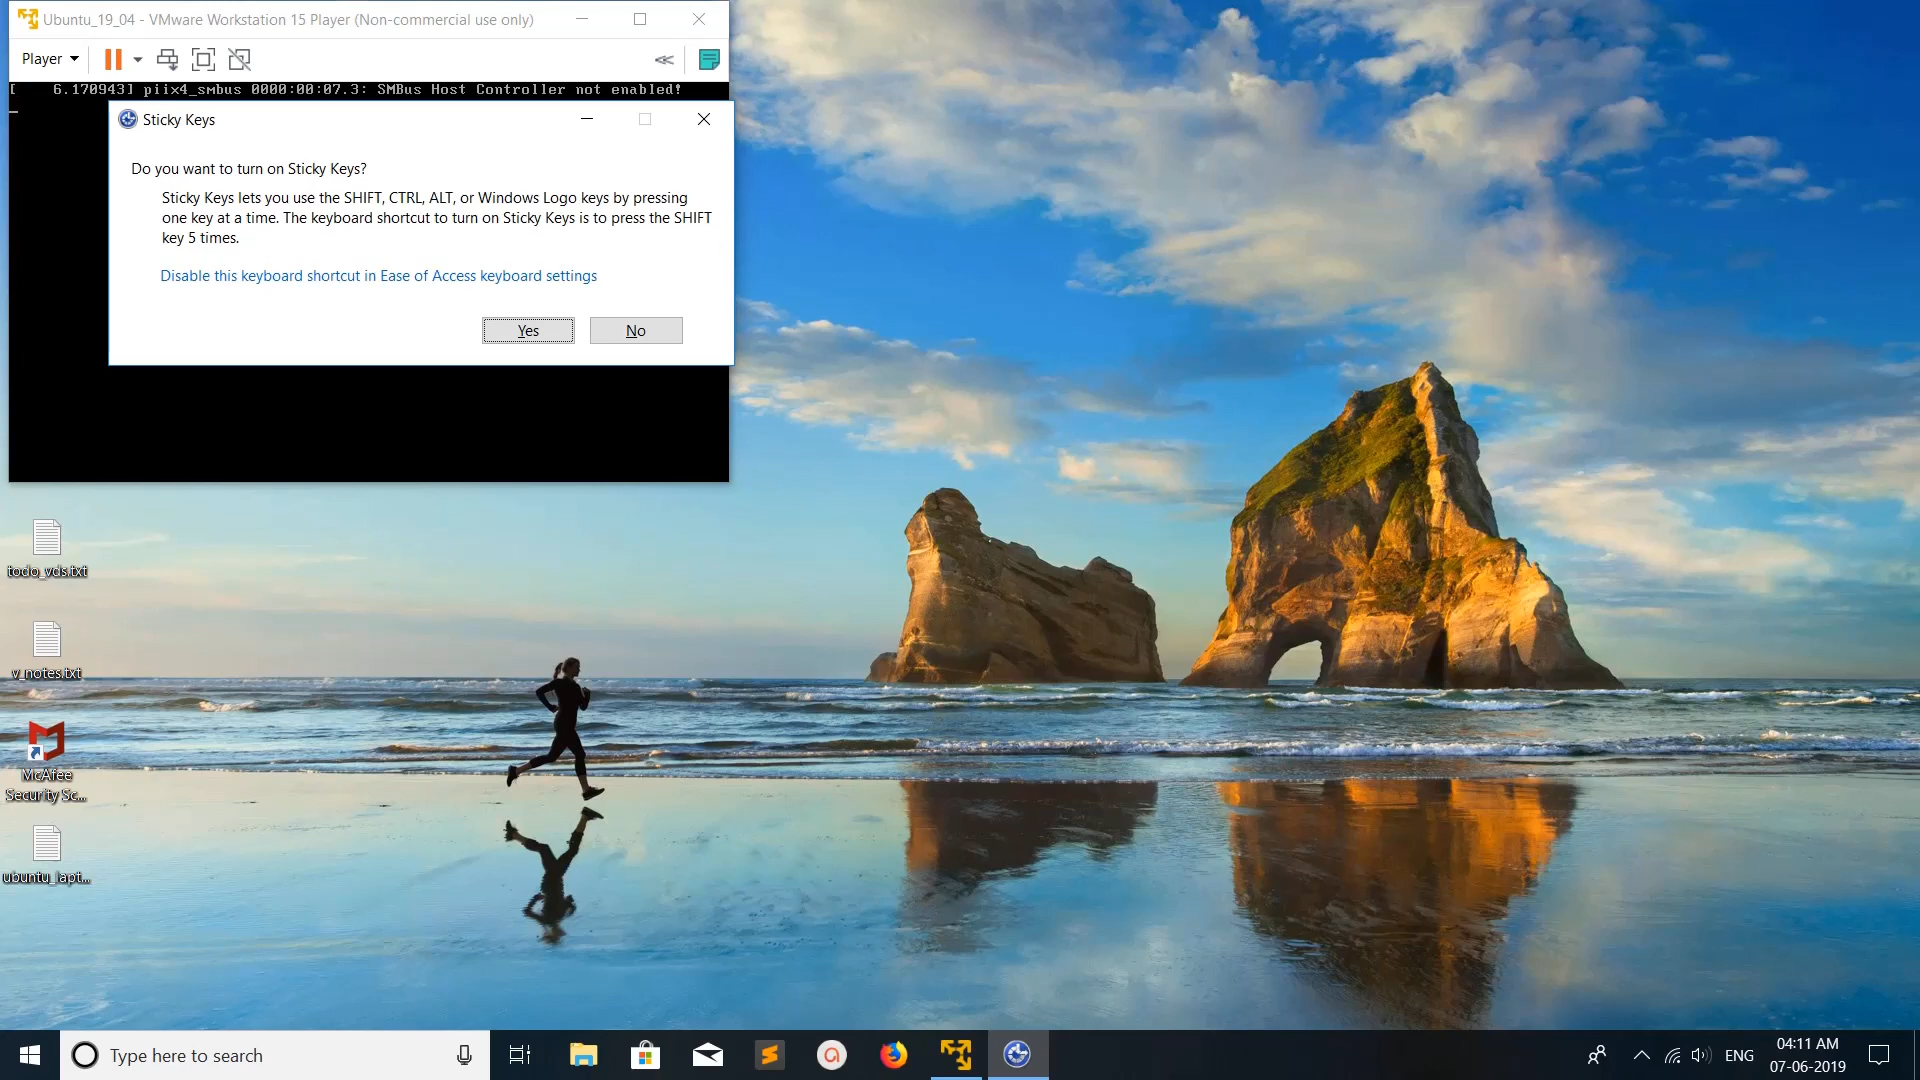 Ubuntu_19_04 - VMware Workstation 15 Player (Non-commercial use only)
Player
[    6.170943] piix4_smbus 0000:00:07.3: SMBus Host Controller not enabled!
Sticky Keys
Do you want to turn on Sticky Keys?
Sticky Keys lets you use the SHIFT, CTRL, ALT, or Windows Logo keys by pressing
one key at a time. The keyboard shortcut to turn on Sticky Keys is to press the SHIFT
key 5 times.
Disable this keyboard shortcut in Ease of Access keyboard settings
Yes No
todo_vds.txt
v_notes.txt
McAfee
Security Sc...
ubuntu_lapt...
Type here to search
ENG
04:11 AM
07-06-2019